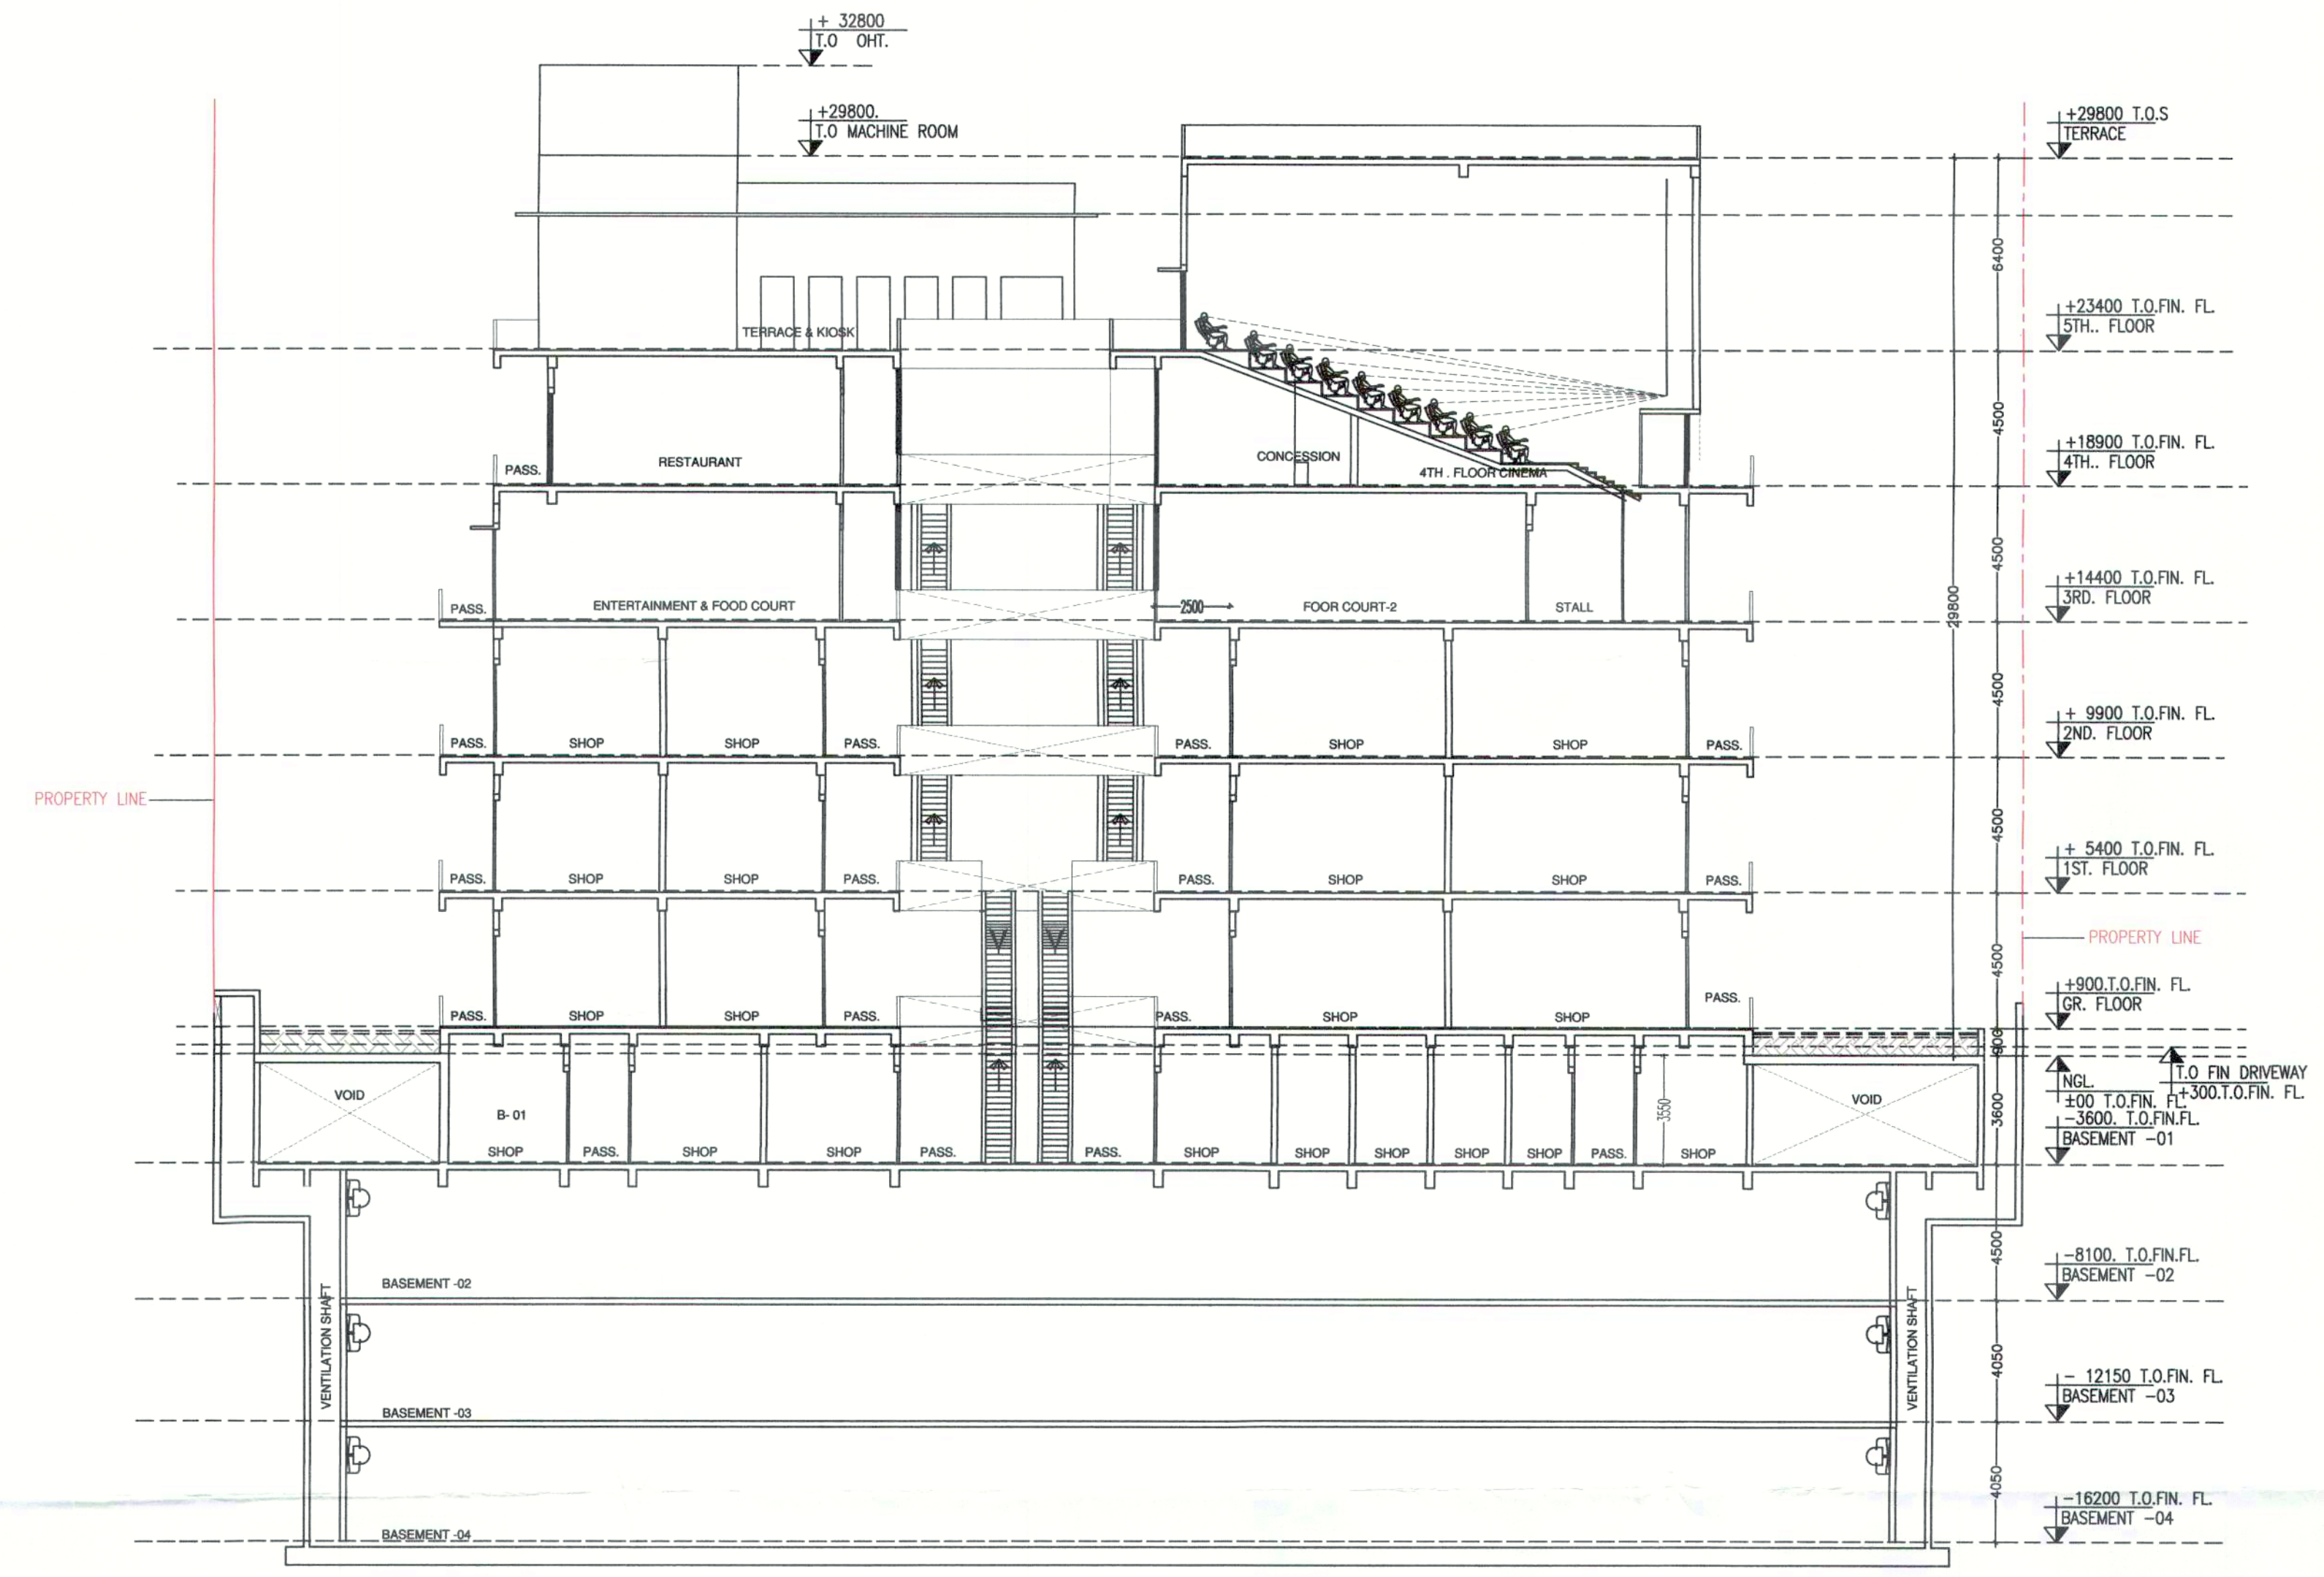 + 32800
T.O OHT.
+29800.
T.O MACHINE ROOM
+29800 T.O.S
TERRACE
6400
+23400 T.O.FIN. FL.
5TH.. FLOOR
TERRACE & KIOSK
4500
+18900 T.O.FIN. FL.
4TH.. FLOOR
PASS.
RESTAURANT
CONCESSION
4TH . FLOOR CINEMA
4500
+14400 T.O.FIN. FL.
3RD. FLOOR
29800
PASS.
ENTERTAINMENT & FOOD COURT
2500
FOOR COURT-2
STALL
4500
+ 9900 T.O.FIN. FL.
2ND. FLOOR
PASS.
SHOP
SHOP
PASS.
PASS.
SHOP
SHOP
PASS.
PROPERTY LINE
4500
+ 5400 T.O.FIN. FL.
1ST. FLOOR
PASS.
SHOP
SHOP
PASS.
PASS.
SHOP
SHOP
PASS.
PROPERTY LINE
4500
+900.T.O.FIN. FL.
GR. FLOOR
PASS.
SHOP
SHOP
PASS.
PASS.
SHOP
SHOP
PASS.
900
T.O FIN DRIVEWAY
+300.T.O.FIN. FL.
NGL.
±00 T.O.FIN. FL.
-3600. T.O.FIN.FL.
BASEMENT -01
VOID
B- 01
3550
VOID
3600
SHOP
PASS.
SHOP
SHOP
PASS.
PASS.
SHOP
SHOP
SHOP
SHOP
SHOP
PASS.
SHOP
4500
-8100. T.O.FIN.FL.
BASEMENT -02
BASEMENT -02
VENTILATION SHAFT
VENTILATION SHAFT
4050
- 12150 T.O.FIN. FL.
BASEMENT -03
BASEMENT -03
4050
-16200 T.O.FIN. FL.
BASEMENT -04
BASEMENT -04